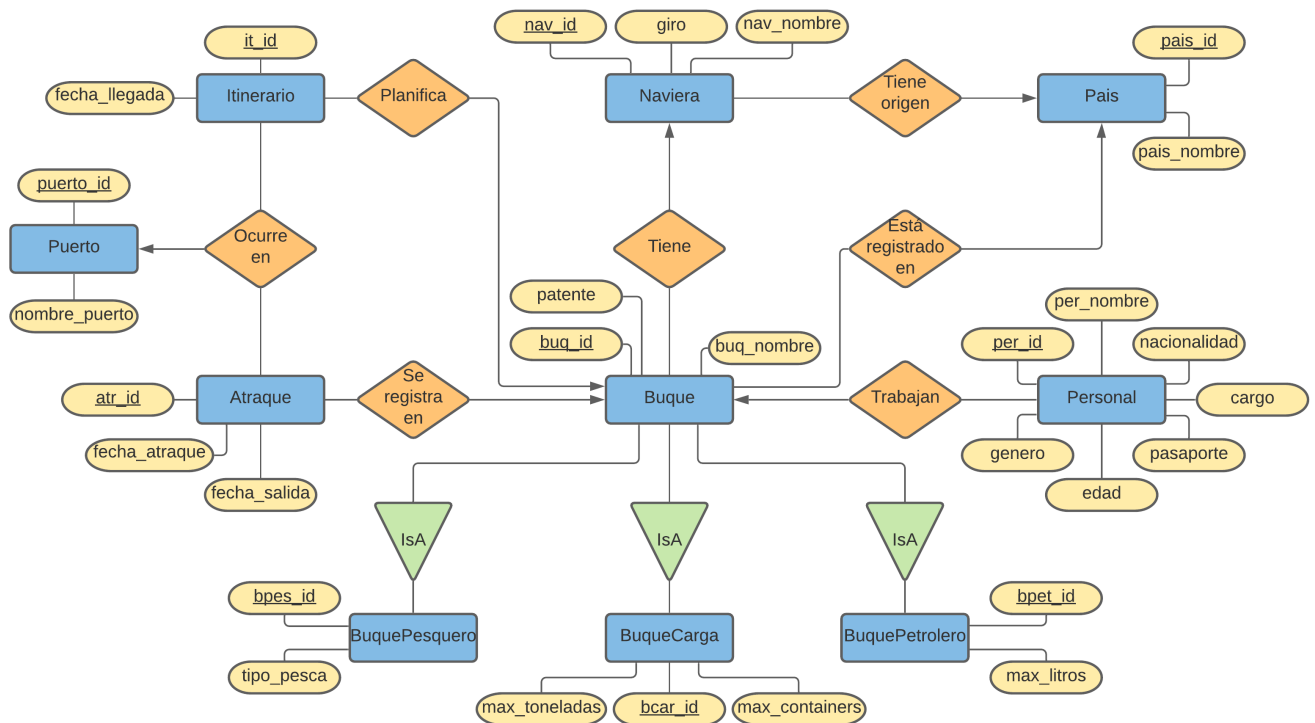 it_id
nav_id
giro
nav_nombre
pais_id
fecha_llegada
Itinerario
Planifica
Naviera
Tiene
origen
Pais
pais_nombre
puerto_id
Puerto
Ocurre
en
Tiene
Está
registrado
en
nombre_puerto
patente
buq_id
buq_nombre
per_nombre
per_id
nacionalidad
atr_id
Atraque
Se
registra
en
Buque
Trabajan
Personal
cargo
fecha_atraque
fecha_salida
genero
pasaporte
edad
IsA
IsA
IsA
bpes_id
BuquePesquero
tipo_pesca
BuqueCarga
max_toneladas
bcar_id
max_containers
BuquePetrolero
bpet_id
max_litros